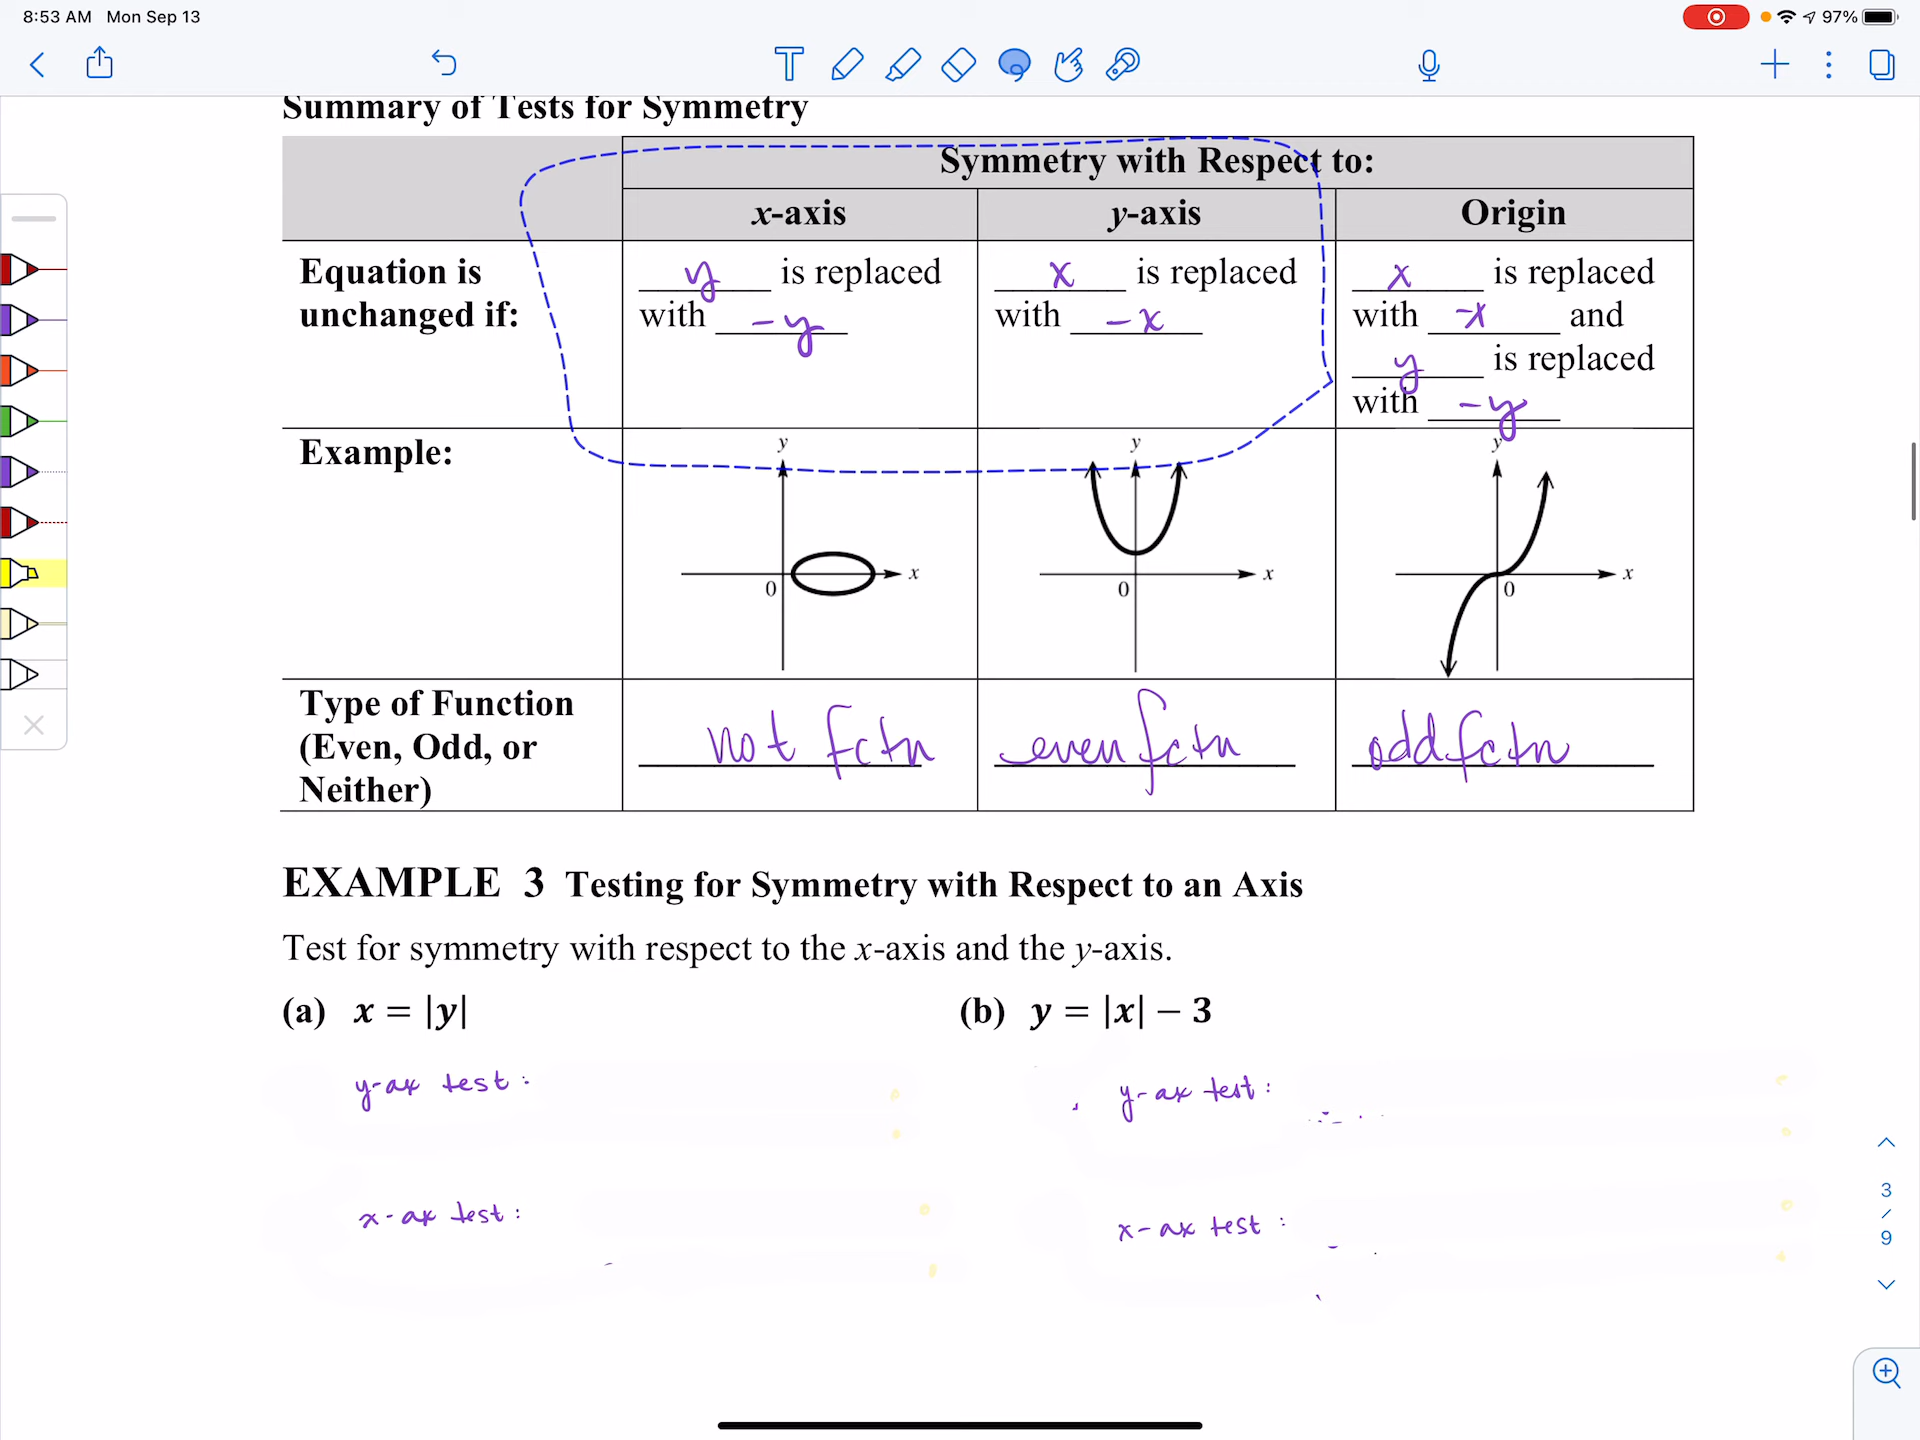 8:53 AM Mon Sep 13
97%
Summary of Tests for Symmetry
Symmetry with Respect to:
x-axis y-axis Origin
Equation is unchanged if:
y is replaced with -y
x is replaced with -x
x is replaced with -x and y is replaced with -y
Example:
y x 0
y x 0
y x 0
Type of Function (Even, Odd, or Neither)
not fctn
even fctn
odd fctn
EXAMPLE 3 Testing for Symmetry with Respect to an Axis
Test for symmetry with respect to the x-axis and the y-axis.
(a) x = |y|
(b) y = |x| − 3
y-ax test:
y-ax test:
x-ax test:
x-ax test:
3
/
9